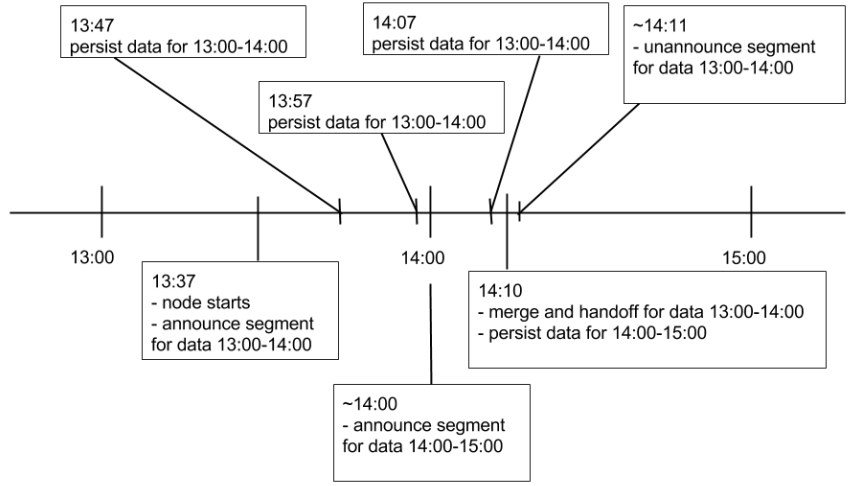 13:47
persist data for 13:00-14:00
14:07
persist data for 13:00-14:00
~14:11
- unannounce segment
for data 13:00-14:00
13:57
persist data for 13:00-14:00
13:00
14:00
15:00
13:37
- node starts
- announce segment
for data 13:00-14:00
14:10
- merge and handoff for data 13:00-14:00
- persist data for 14:00-15:00
~14:00
- announce segment
for data 14:00-15:00